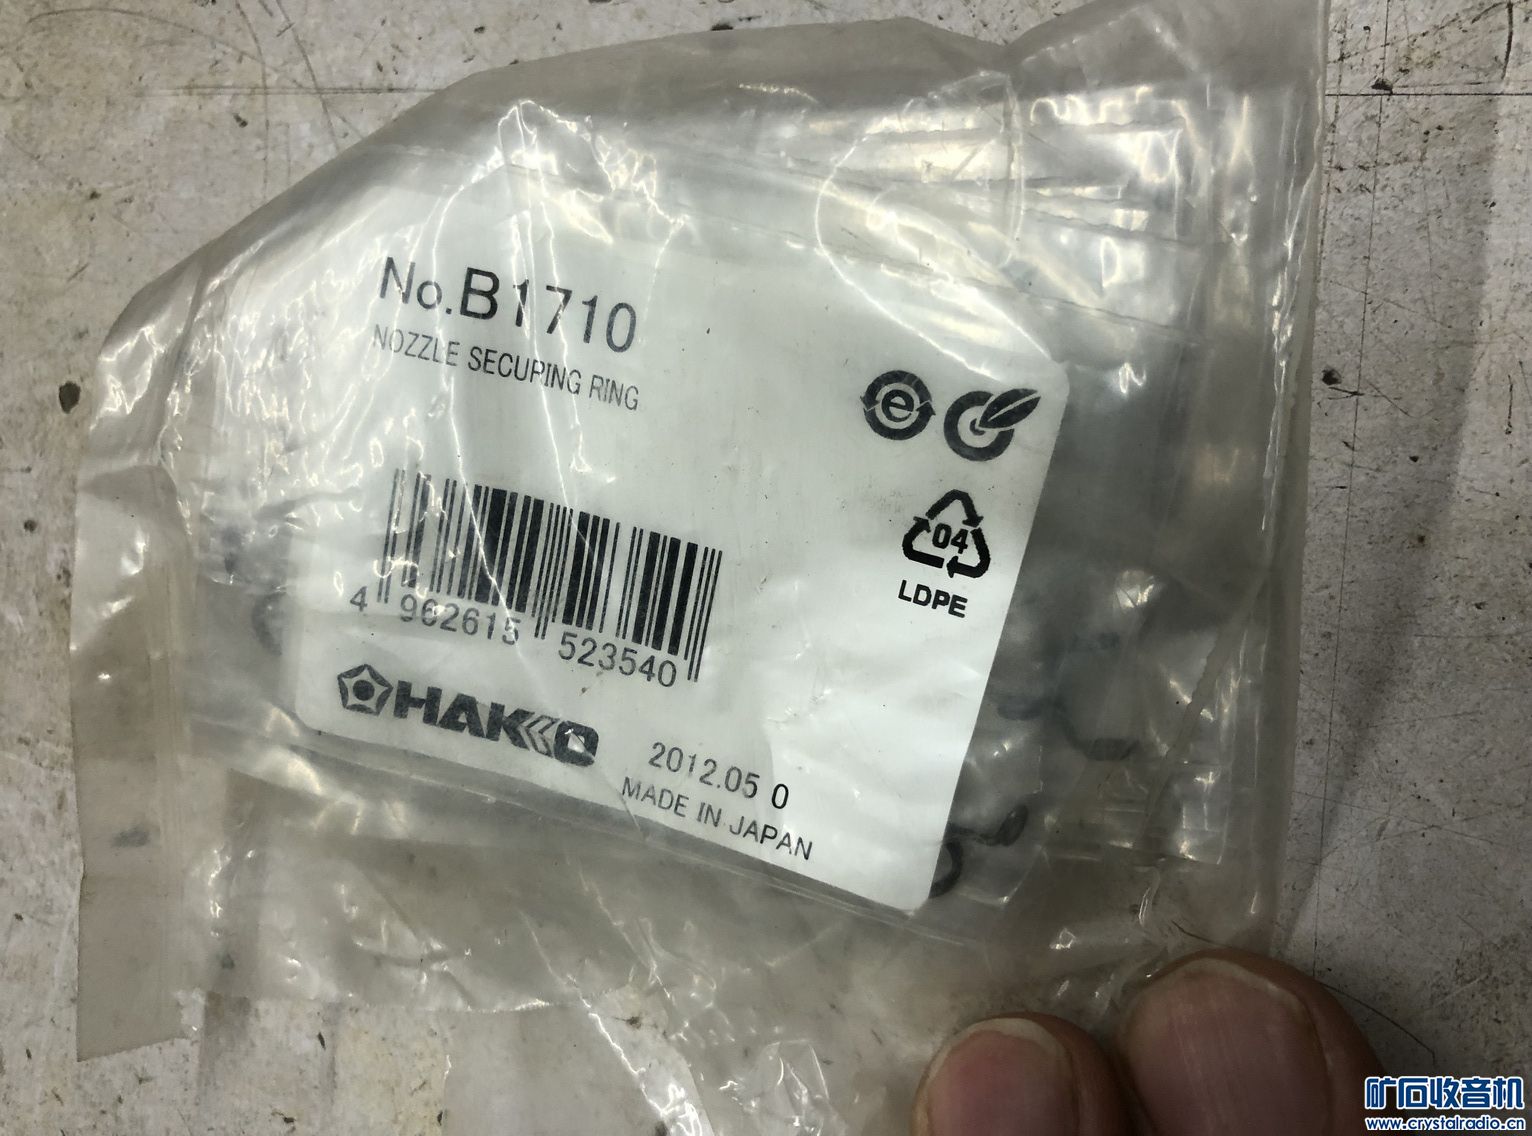 No.B1710
NOZZLE SECURING RING
e
04
LDPE
4 962615 523540
HAKKO
2012.05 0
MADE IN JAPAN
矿石收音机
www.crystalradio.cn